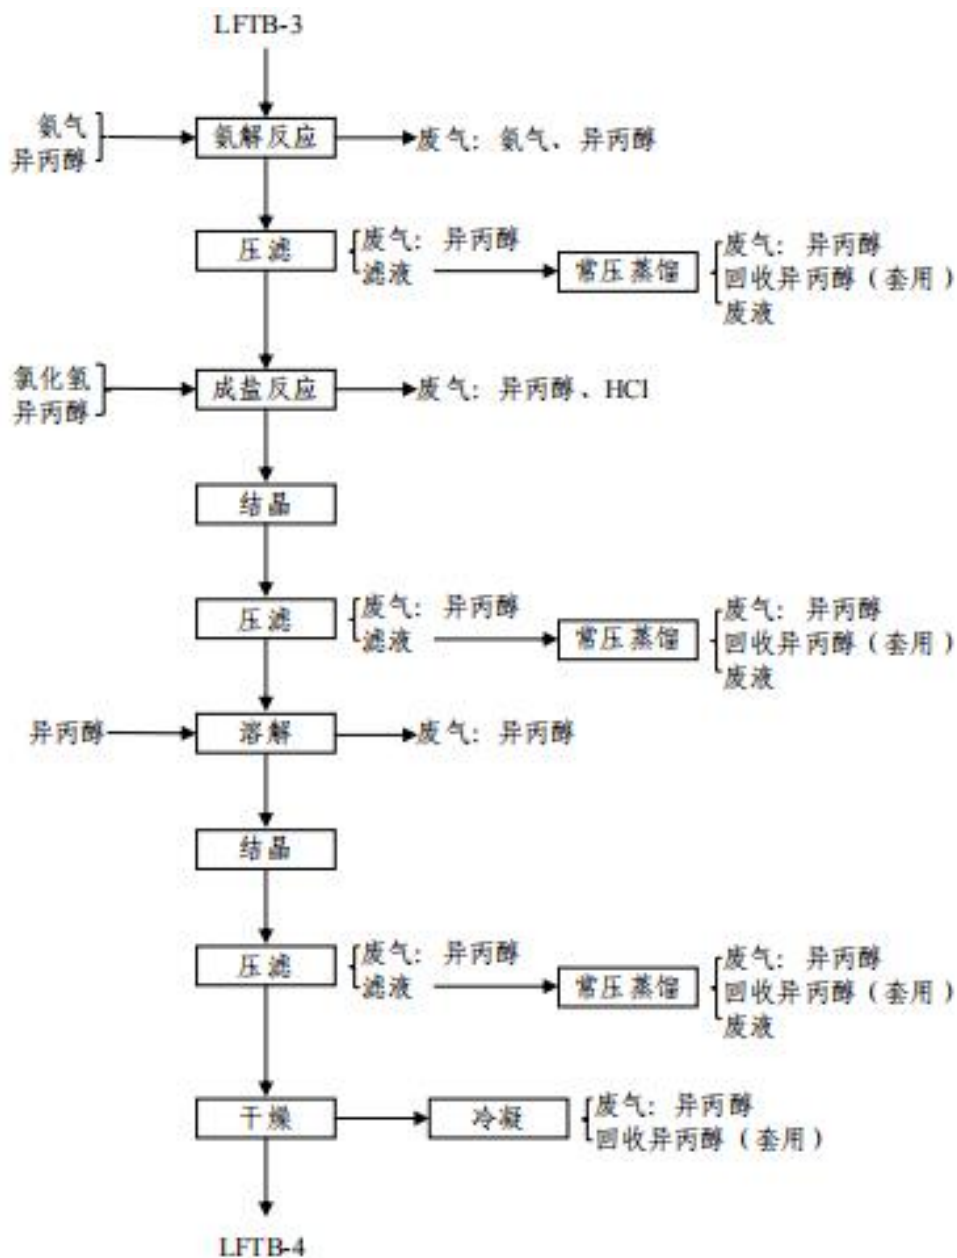 LFTB-3
氨气
异丙醇
氨解反应
废气：氨气、异丙醇
压滤
废气：异丙醇
滤液
常压蒸馏
废气：异丙醇
回收异丙醇（套用）
废液
氯化氢
异丙醇
成盐反应
废气：异丙醇、HCl
结晶
压滤
废气：异丙醇
滤液
常压蒸馏
废气：异丙醇
回收异丙醇（套用）
废液
异丙醇
溶解
废气：异丙醇
结晶
压滤
废气：异丙醇
滤液
常压蒸馏
废气：异丙醇
回收异丙醇（套用）
废液
干燥
冷凝
废气：异丙醇
回收异丙醇（套用）
LFTB-4